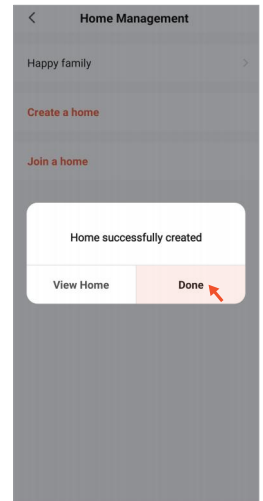 Home Management
Happy family
Create a home
Join a home
Home successfully created
View Home
Done